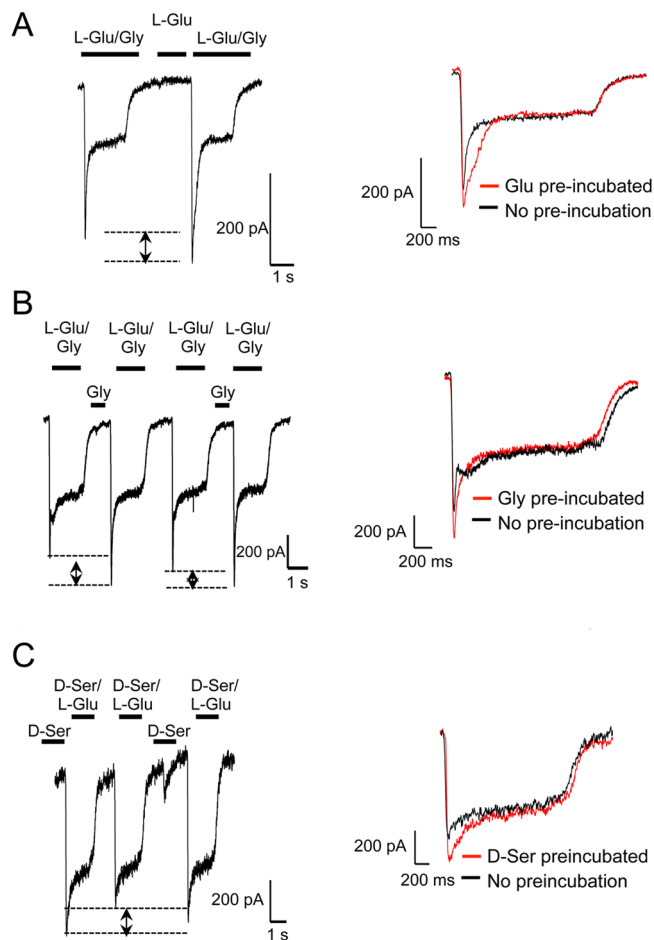 A
L-Glu
L-Glu/Gly
L-Glu/Gly
200 pA
1 s
200 pA
200 ms
Glu pre-incubated
No pre-incubation
B
L-Glu/ L-Glu/ L-Glu/ L-Glu/
Gly Gly Gly Gly
Gly Gly
200 pA
1 s
200 pA
200 ms
Gly pre-incubated
No pre-incubation
C
D-Ser/ D-Ser/ D-Ser/
L-Glu L-Glu L-Glu
D-Ser D-Ser
200 pA
1 s
200 pA
200 ms
D-Ser preincubated
No preincubation